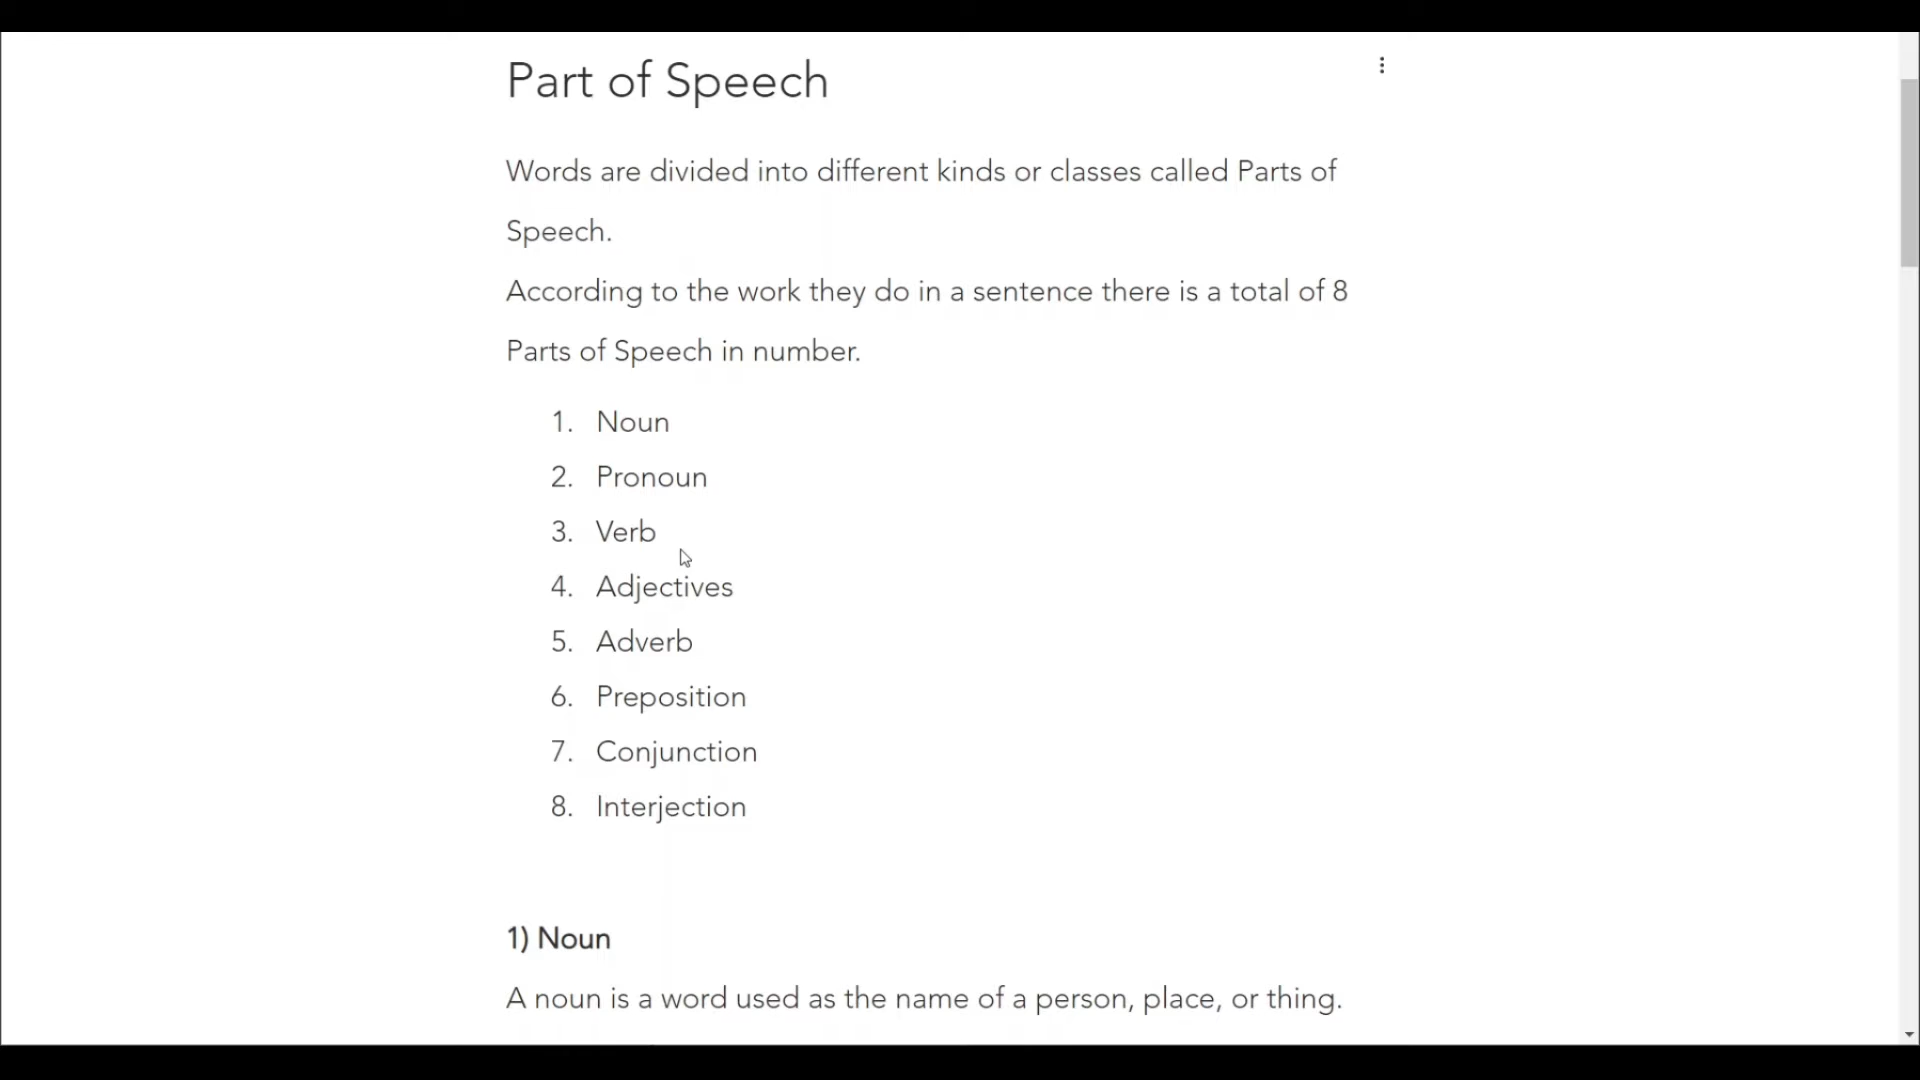 Part of Speech
Words are divided into different kinds or classes called Parts of
Speech.
According to the work they do in a sentence there is a total of 8
Parts of Speech in number.
1. Noun
2. Pronoun
3. Verb
4. Adjectives
5. Adverb
6. Preposition
7. Conjunction
8. Interjection
1) Noun
A noun is a word used as the name of a person, place, or thing.